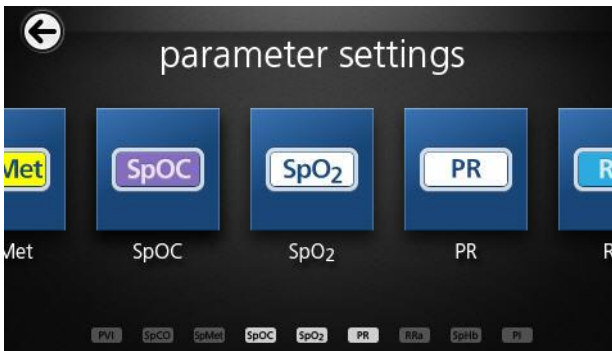 parameter settings
Met SpOC SpO₂ PR R
Met SpOC SpO₂ PR R
PVI SpCO SpMet SpOC SpO₂ PR RRa SpHb Pi